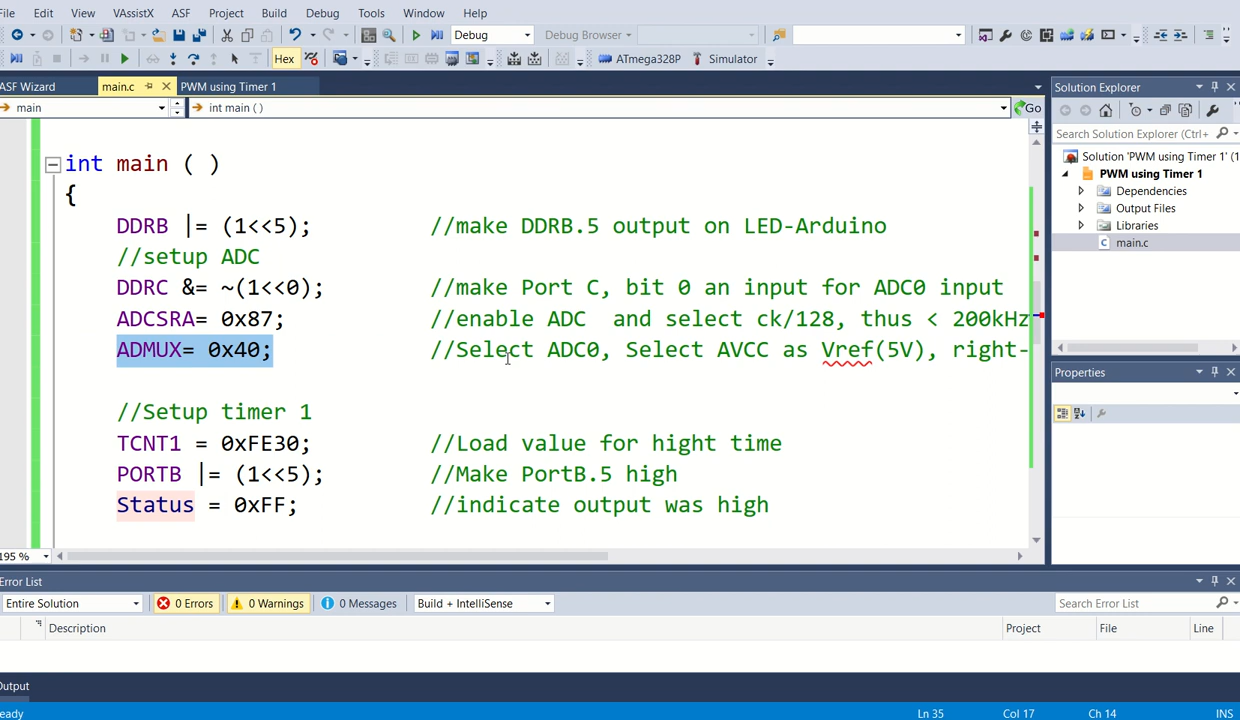 File Edit View VAssistX ASF Project Build Debug Tools Window Help
Debug Debug Browser
Hex ATmega328P Simulator
ASF Wizard main.c PWM using Timer 1
main int main ( ) Go
int main ( )
{
DDRB |= (1<<5); //make DDRB.5 output on LED-Arduino
//setup ADC
DDRC &= ~(1<<0); //make Port C, bit 0 an input for ADC0 input
ADCSRA= 0x87; //enable ADC and select ck/128, thus < 200kHz
ADMUX= 0x40; //Select ADC0, Select AVCC as Vref(5V), right-
//Setup timer 1
TCNT1 = 0xFE30; //Load value for hight time
PORTB |= (1<<5); //Make PortB.5 high
Status = 0xFF; //indicate output was high
195 %
Solution Explorer
Search Solution Explorer (Ctrl+
Solution 'PWM using Timer 1' (1
PWM using Timer 1
Dependencies
Output Files
Libraries
main.c
Properties
Error List
Entire Solution 0 Errors 0 Warnings 0 Messages Build + IntelliSense Search Error List
Description Project File Line
Output
eady Ln 35 Col 17 Ch 14 INS